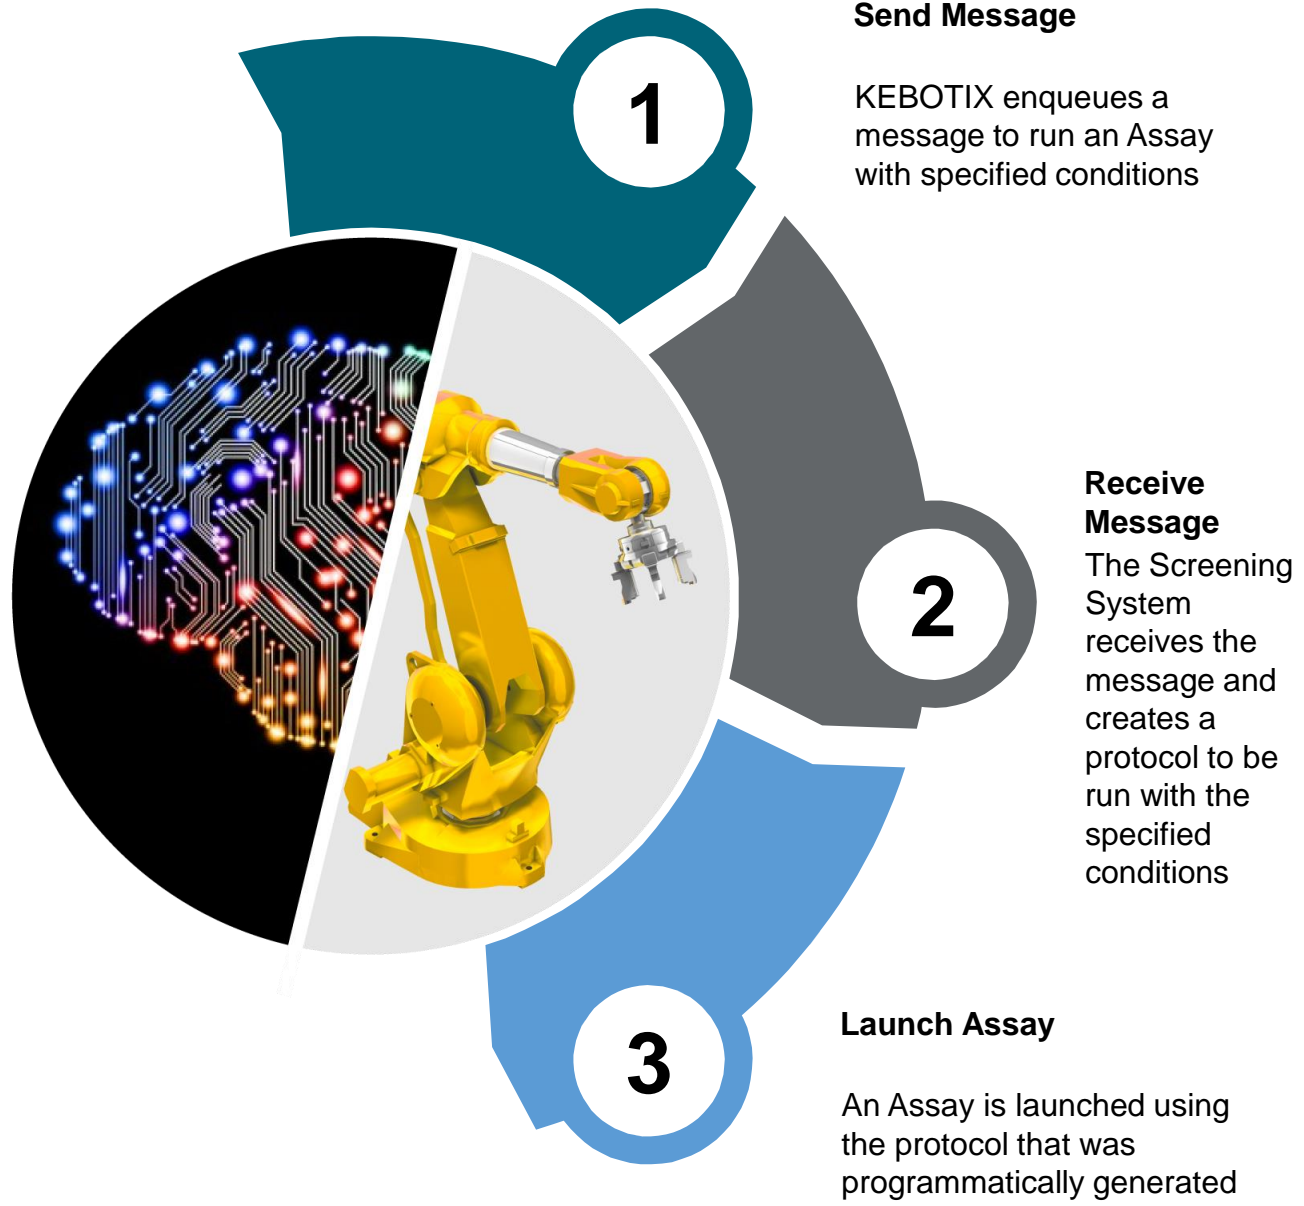 1
Send Message
KEBOTIX enqueues a
message to run an Assay
with specified conditions
2
Receive
Message
The Screening
System
receives the
message and
creates a
protocol to be
run with the
specified
conditions
3
Launch Assay
An Assay is launched using
the protocol that was
programmatically generated